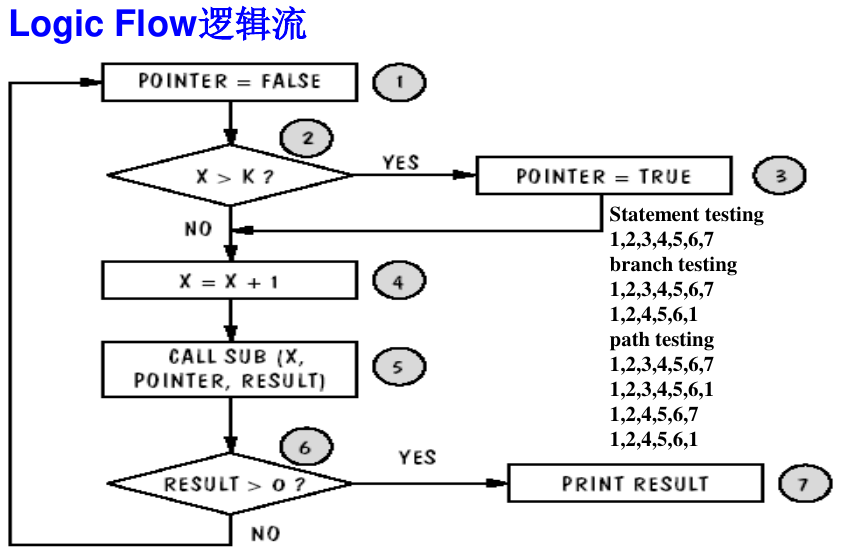 Logic Flow逻辑流
POINTER = FALSE
1
2
X > K ?
YES
POINTER = TRUE
3
NO
Statement testing
1,2,3,4,5,6,7
branch testing
1,2,3,4,5,6,7
1,2,4,5,6,1
path testing
1,2,3,4,5,6,7
1,2,3,4,5,6,1
1,2,4,5,6,7
1,2,4,5,6,1
X = X + 1
4
CALL SUB (X,
POINTER, RESULT)
5
6
RESULT > 0 ?
YES
PRINT RESULT
7
NO